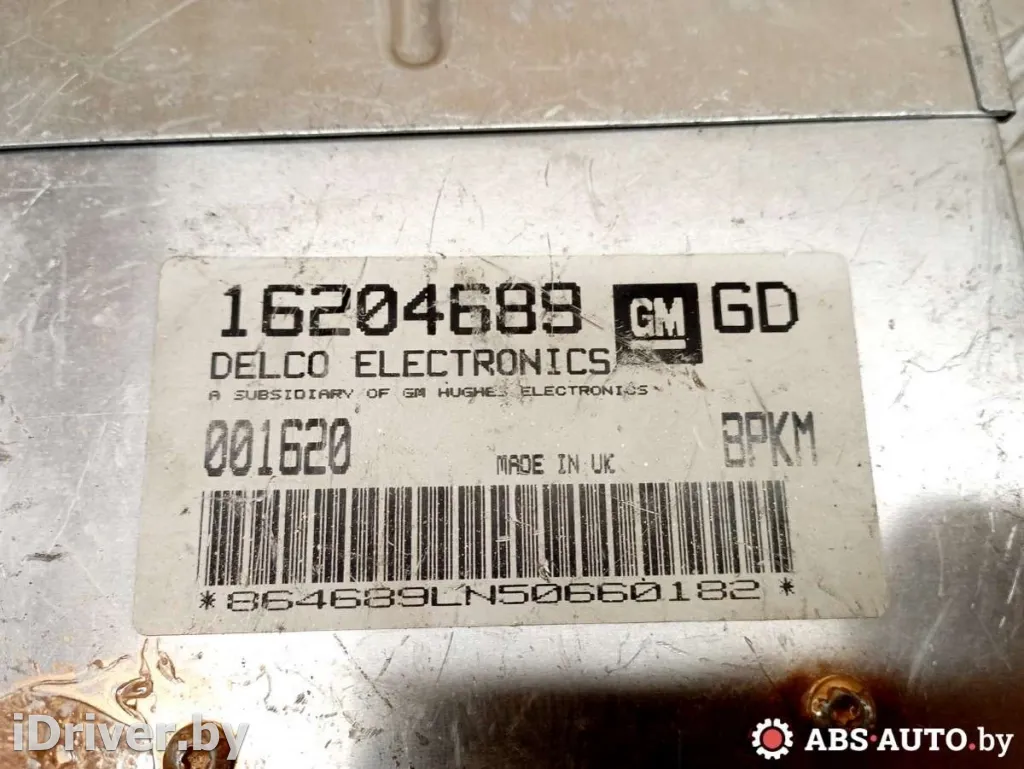 16204689 GM GD
DELCO ELECTRONICS
A SUBSIDIARY OF GM HUGHES ELECTRONICS
001620 MADE IN UK BPKM
*864689LN50660182*
iDriver.by
ABS-AUTO.by